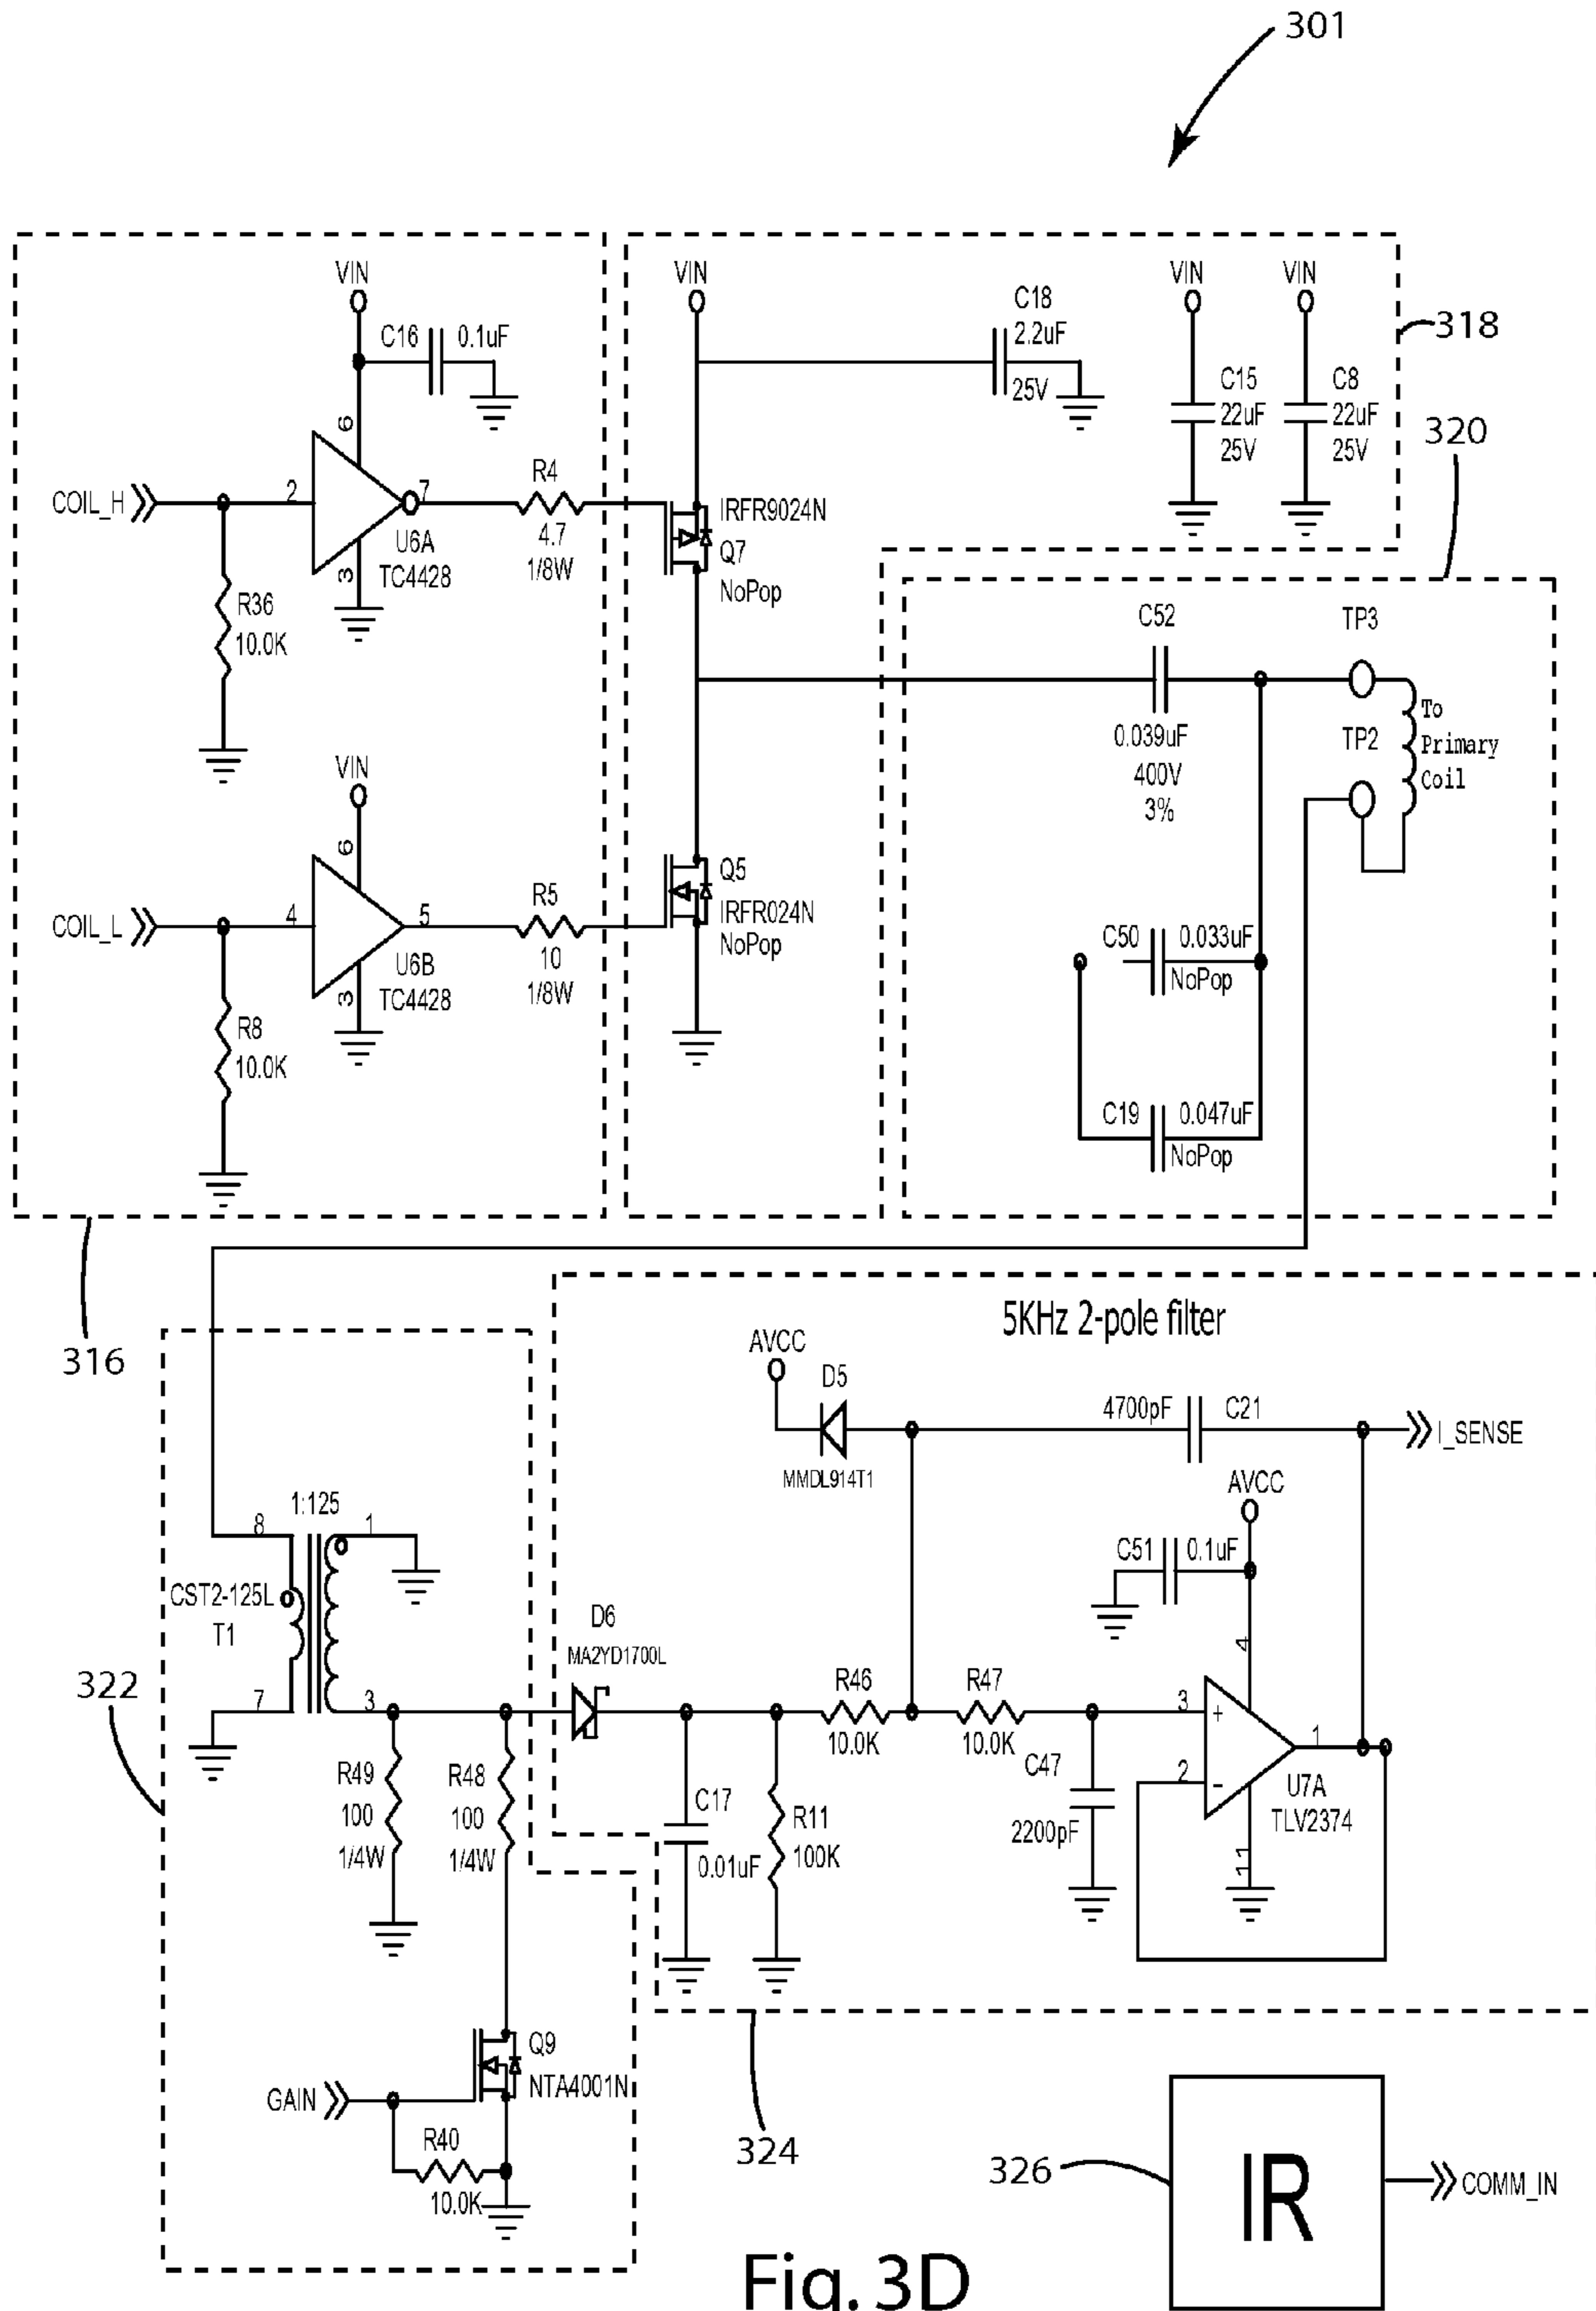 301
VIN
C16 0.1uF
6
COIL_H
2
7
U6A
TC4428
3
R36
10.0K
R4
4.7
1/8W
VIN
6
COIL_L
4
5
U6B
TC4428
3
R8
10.0K
R5
10
1/8W
316
VIN
C18
2.2uF
25V
VIN
C15
22uF
25V
VIN
C8
22uF
25V
318
IRFR9024N
Q7
NoPop
Q5
IRFR024N
NoPop
320
C52
0.039uF
400V
3%
TP3
TP2
To
Primary
Coil
C50 0.033uF
NoPop
C19 0.047uF
NoPop
5KHz 2-pole filter
AVCC
D5
MMDL914T1
4700pF C21
I_SENSE
AVCC
C51 0.1uF
4
1:125
8
1
CST2-125L
T1
7
3
322
D6
MA2YD1700L
R46
10.0K
R47
10.0K
3
+
2
-
1
U7A
TLV2374
11
C47
2200pF
R49
100
1/4W
R48
100
1/4W
C17
0.01uF
R11
100K
Q9
NTA4001N
GAIN
R40
10.0K
324
326
IR
COMM_IN
Fig. 3D